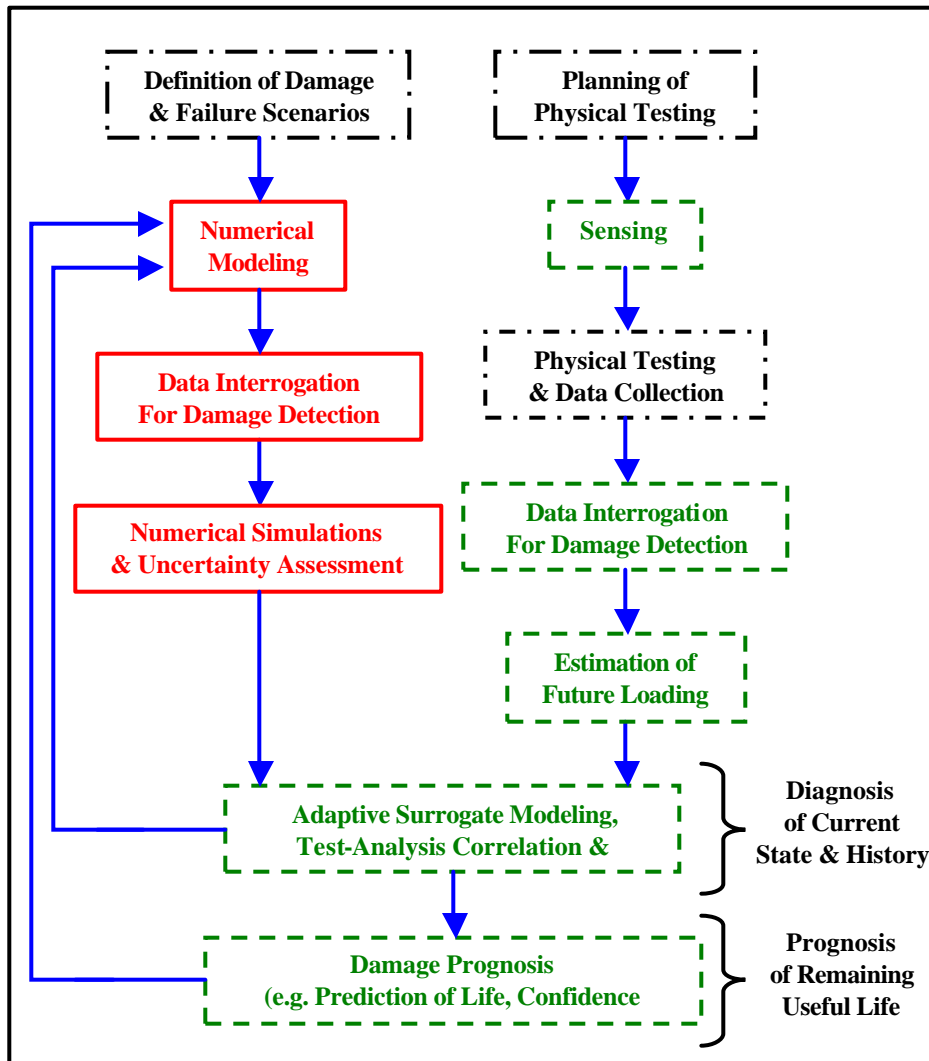 Definition of Damage
& Failure Scenarios
Planning of
Physical Testing
Numerical
Modeling
Sensing
Data Interrogation
For Damage Detection
Physical Testing
& Data Collection
Numerical Simulations
& Uncertainty Assessment
Data Interrogation
For Damage Detection
Estimation of
Future Loading
Adaptive Surrogate Modeling,
Test-Analysis Correlation &
Diagnosis
of Current
State & History
Damage Prognosis
(e.g. Prediction of Life, Confidence
Prognosis
of Remaining
Useful Life